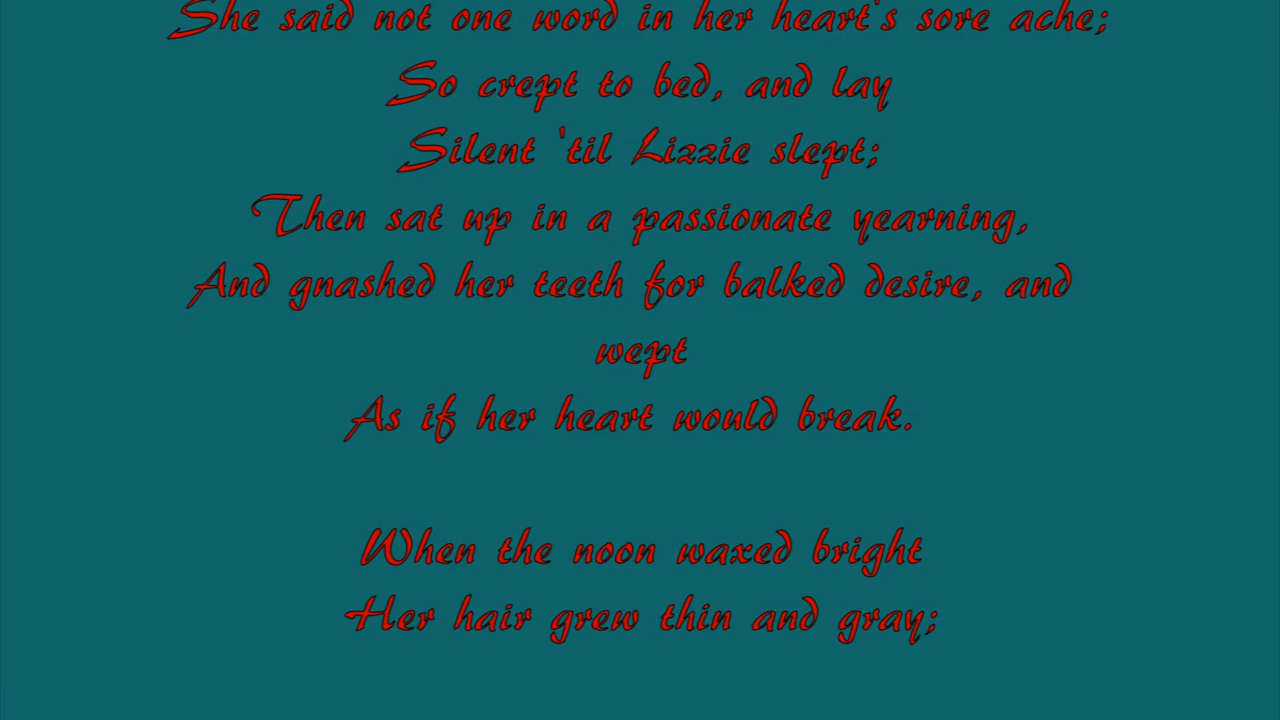 She said not one word in her heart's sore ache;
So crept to bed, and lay
Silent 'til Lizzie slept;
Then sat up in a passionate yearning,
And gnashed her teeth for balked desire, and
wept
As if her heart would break.
When the noon waxed bright
Her hair grew thin and gray;